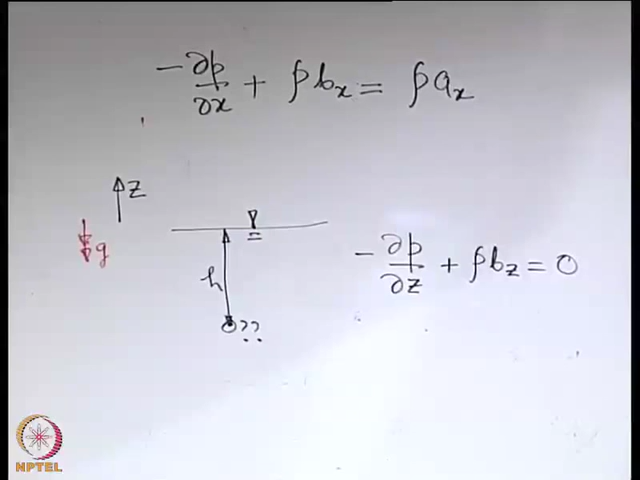 -∂p/∂x + ρb_x = ρa_x
z
g
h
??
-∂p/∂z + ρb_z = 0
NPTEL